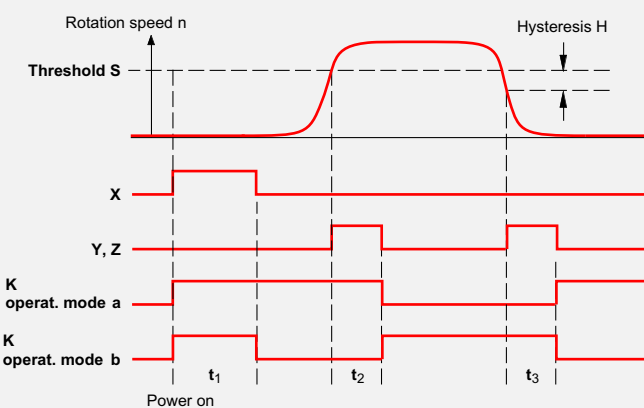 Rotation speed n
Hysteresis H
Threshold S
X
Y, Z
K
operat. mode a
K
operat. mode b
t1
t2
t3
Power on